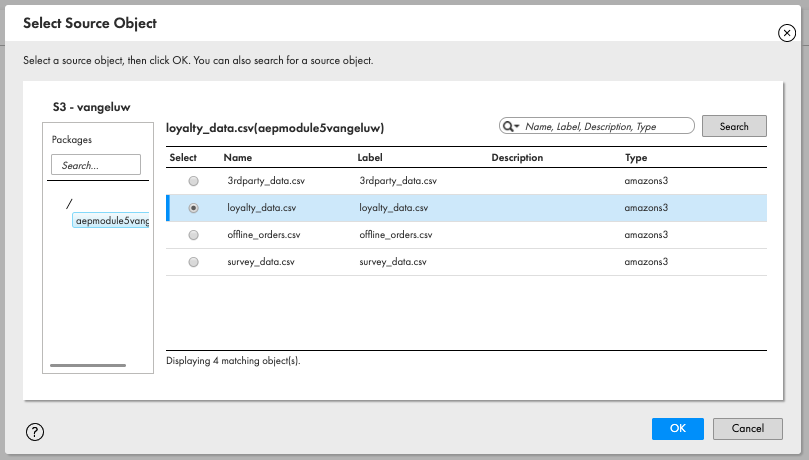 Select Source Object
Select a source object, then click OK. You can also search for a source object.
S3 - vangeluw
Packages
Search...
/
aepmodule5vang
loyalty_data.csv(aepmodule5vangeluw)
Name, Label, Description, Type
Search
Select Name Label Description Type
3rdparty_data.csv 3rdparty_data.csv amazons3
loyalty_data.csv loyalty_data.csv amazons3
offline_orders.csv offline_orders.csv amazons3
survey_data.csv survey_data.csv amazons3
Displaying 4 matching object(s).
?
OK Cancel